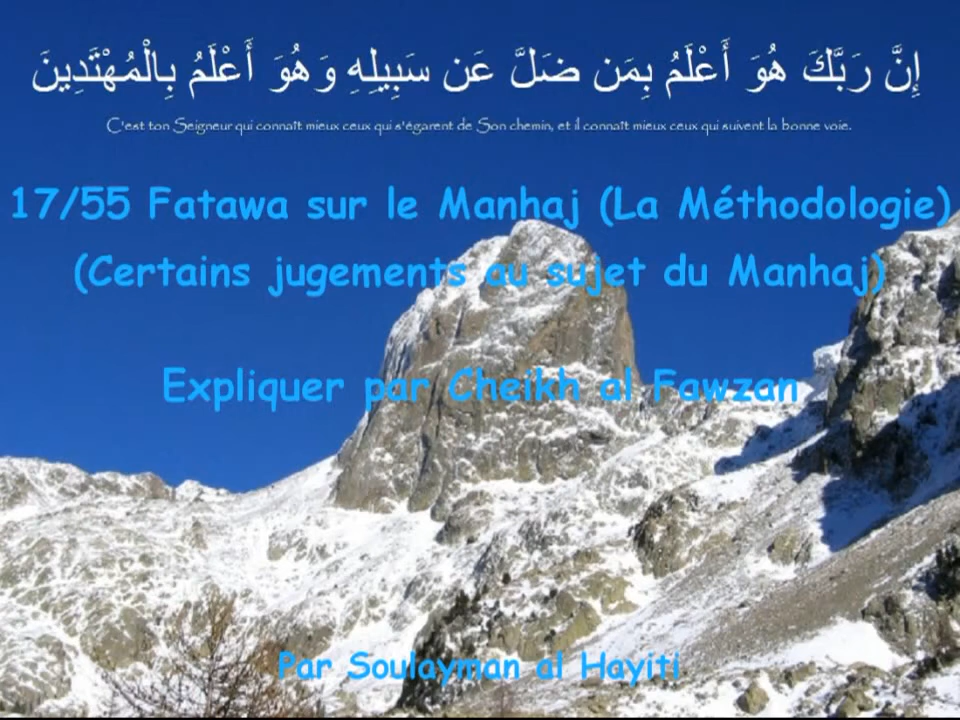 إِنَّ رَبَّكَ هُوَ أَعْلَمُ بِمَن ضَلَّ عَن سَبِيلِهِ وَهُوَ أَعْلَمُ بِالْمُهْتَدِينَ
C'est ton Seigneur qui connaît mieux ceux qui s'égarent de Son chemin, et il connaît mieux ceux qui suivent la bonne voie.
17/55 Fatawa sur le Manhaj (La Méthodologie)
(Certains jugements au sujet du Manhaj)
Expliquer par Cheikh al Fawzan
Par Soulayman al Hayiti